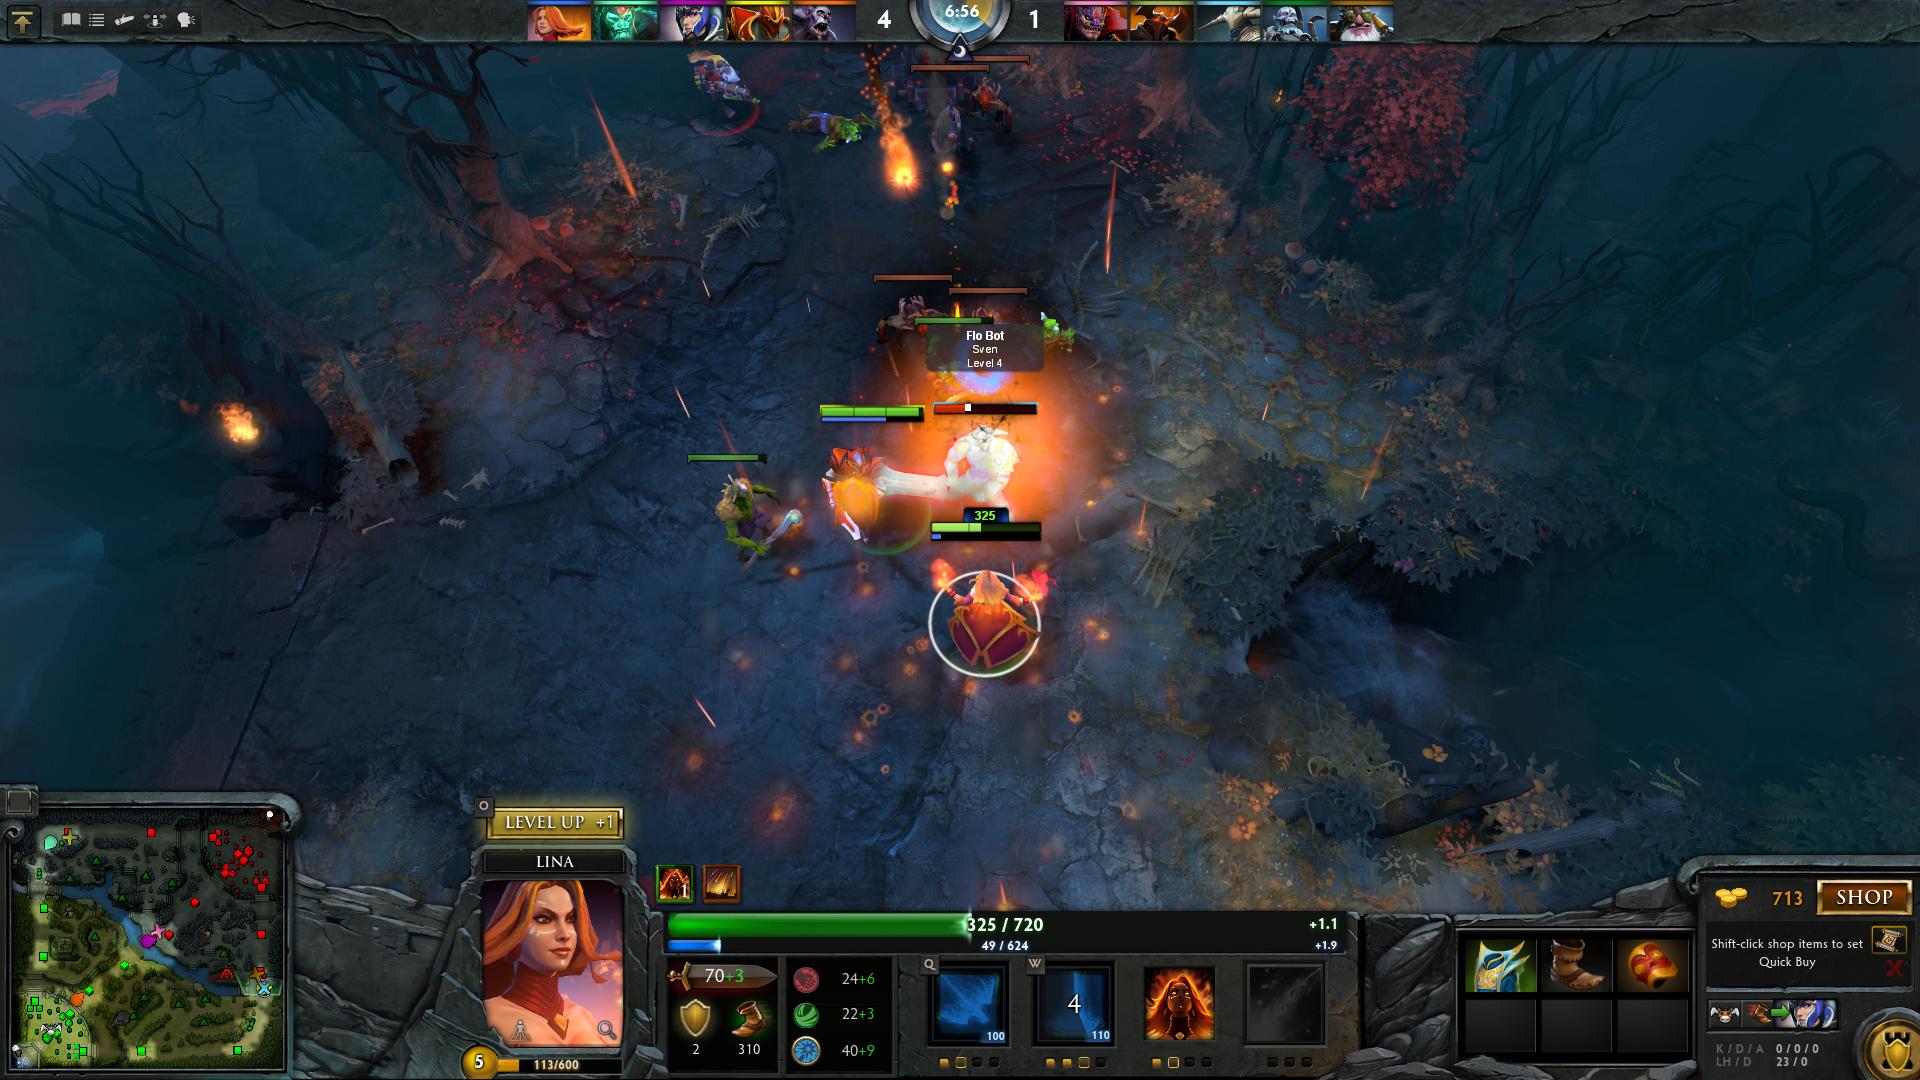 4
6:56
1
Flo Bot
Sven
Level 4
325
O
LEVEL UP +1
LINA
1
325 / 720
+1.1
49 / 624
+1.9
70+3
24+6
22+3
40+9
2
310
Q
100
W
4
110
5
113/600
713
SHOP
Shift-click shop items to set
Quick Buy
K / D / A 0 / 0 / 0
LH / D 23 / 0